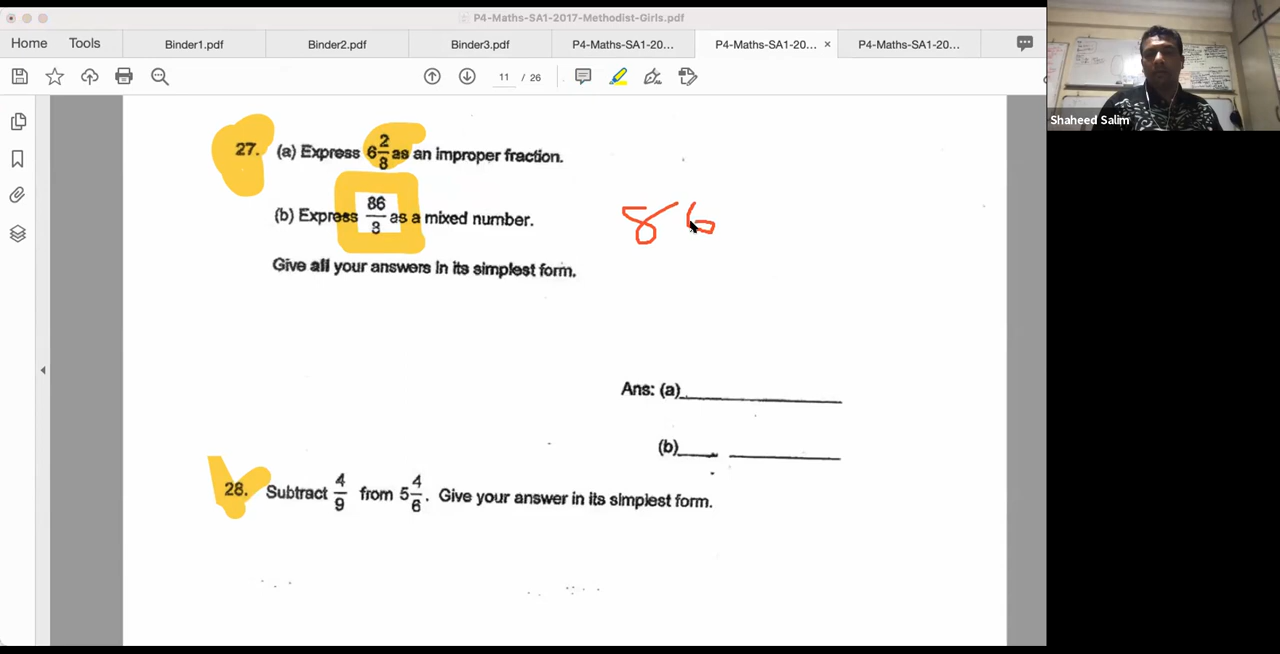 P4-Maths-SA1-2017-Methodist-Girls.pdf
Home Tools Binder1.pdf Binder2.pdf Binder3.pdf P4-Maths-SA1-20... P4-Maths-SA1-20... × P4-Maths-SA1-20...
11 / 26
Shaheed Salim
27. (a) Express 6 2/8 as an improper fraction.
(b) Express 86/8 as a mixed number.
86
Give all your answers in its simplest form.
Ans: (a)
(b)
28. Subtract 4/9 from 5 4/6. Give your answer in its simplest form.